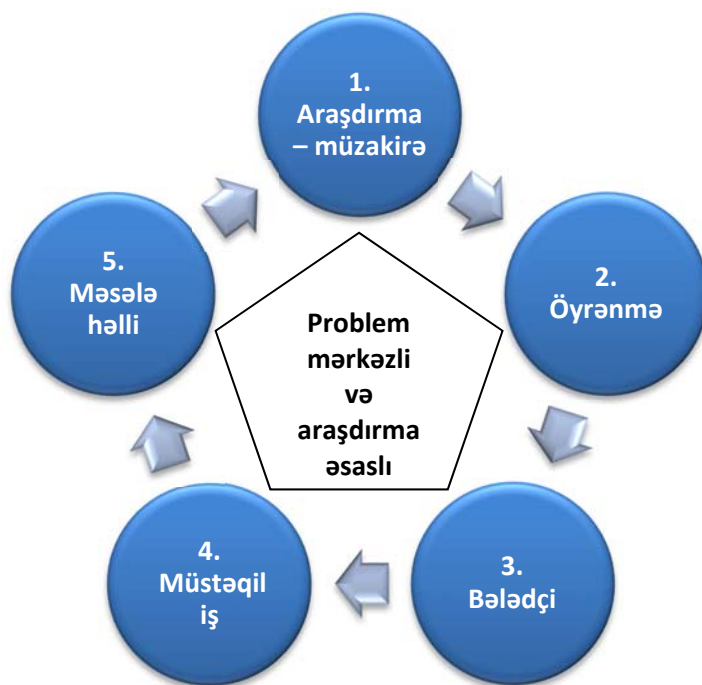 1.
Araşdırma
– müzakirə
2.
Öyrənmə
3.
Bələdçi
4.
Müstəqil
iş
5.
Məsələ
həlli
Problem
mərkəzli
və
araşdırma
əsaslı